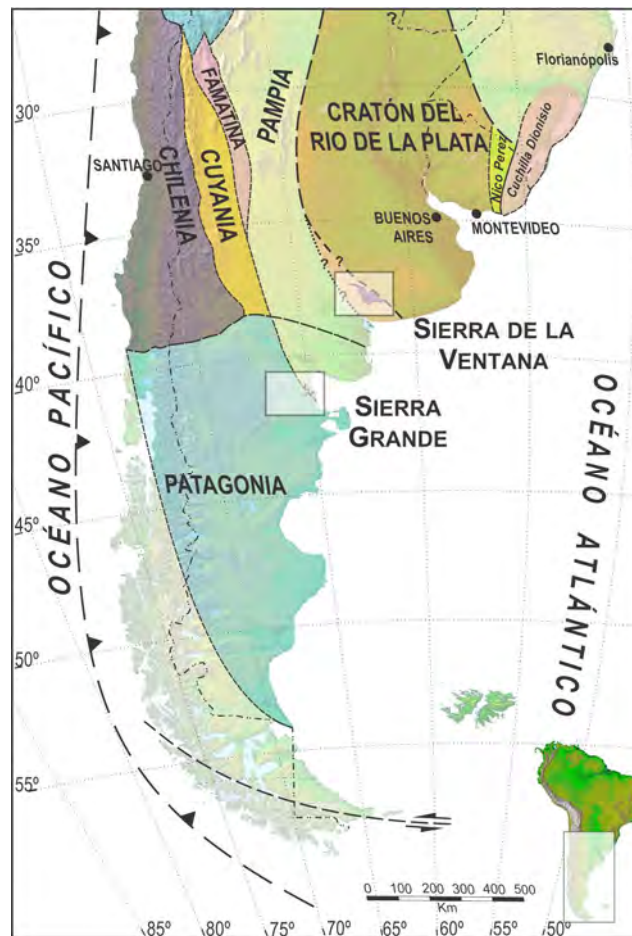 ?
Florianópolis
30°
FAMATINA
PAMPIA
CRATÓN DEL
RIO DE LA PLATA
Nico Perez
Cuchilla Dionisio
SANTIAGO
CHILENIA
CUYANIA
BUENOS
AIRES
MONTEVIDEO
35°
?
?
?
SIERRA DE LA
VENTANA
OCÉANO PACÍFICO
40°
SIERRA
GRANDE
OCÉANO ATLÁNTICO
PATAGONIA
45°
50°
55°
0 100 200 300 400 500
Km
85° 80° 75° 70° 65° 60° 55° 50°